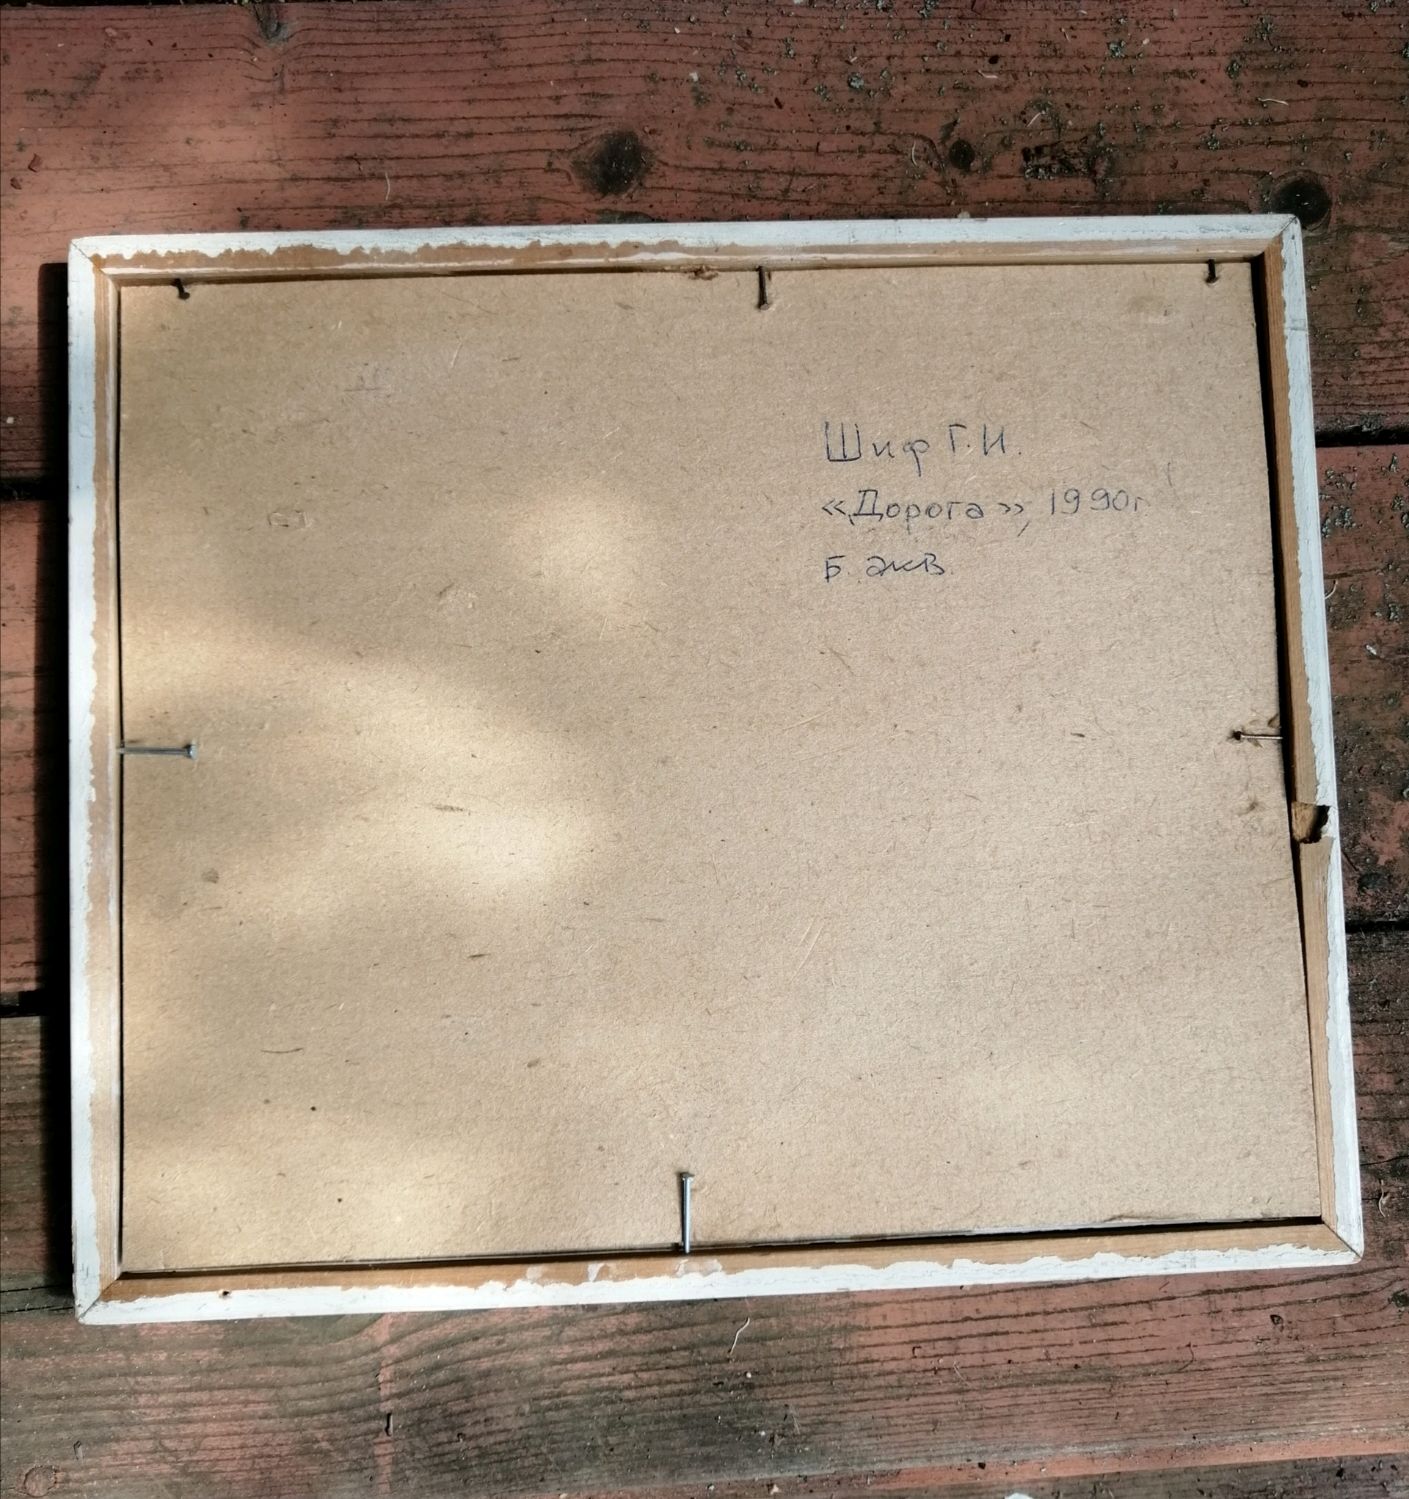 Шиф Г.И.
«Дорога», 1990г
Б. акв.